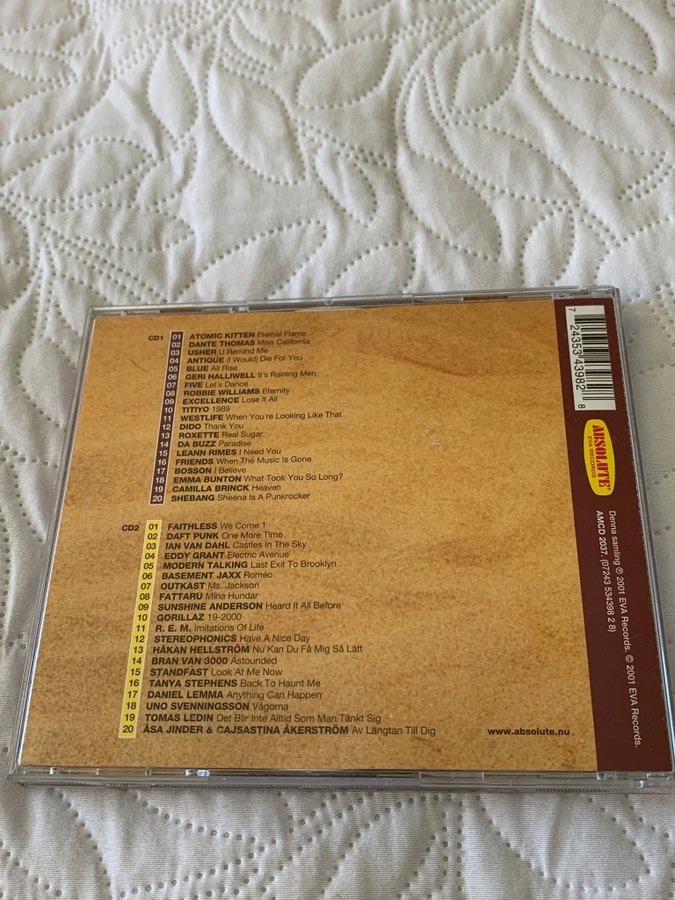 CD1
01 ATOMIC KITTEN Eternal Flame
02 DANTE THOMAS Miss California
03 USHER U Remind Me
04 ANTIQUE (I Would) Die For You
05 BLUE All Rise
06 GERI HALLIWELL It's Raining Men
07 FIVE Let's Dance
08 ROBBIE WILLIAMS Eternity
09 EXCELLENCE Lose It All
10 TITIYO 1989
11 WESTLIFE When You're Looking Like That
12 DIDO Thank You
13 ROXETTE Real Sugar
14 DA BUZZ Paradise
15 LEANN RIMES I Need You
16 FRIENDS When The Music Is Gone
17 BOSSON I Believe
18 EMMA BUNTON What Took You So Long?
19 CAMILLA BRINCK Heaven
20 SHEBANG Sheena Is A Punkrocker
CD2
01 FAITHLESS We Come 1
02 DAFT PUNK One More Time
03 IAN VAN DAHL Castles In The Sky
04 EDDY GRANT Electric Avenue
05 MODERN TALKING Last Exit To Brooklyn
06 BASEMENT JAXX Romeo
07 OUTKAST Ms. Jackson
08 FATTARU Mina Hundar
09 SUNSHINE ANDERSON Heard It All Before
10 GORILLAZ 19-2000
11 R. E. M. Imitations Of Life
12 STEREOPHONICS Have A Nice Day
13 HÅKAN HELLSTRÖM Nu Kan Du Få Mig Så Lätt
14 BRAN VAN 3000 Astounded
15 STANDFAST Look At Me Now
16 TANYA STEPHENS Back To Haunt Me
17 DANIEL LEMMA Anything Can Happen
18 UNO SVENNINGSSON Vågorna
19 TOMAS LEDIN Det Blir Inte Alltid Som Man Tänkt Sig
20 ÅSA JINDER & CAJSASTINA ÅKERSTRÖM Av Längtan Till Dig
www.absolute.nu
7 24353 43982 8
ABSOLUTE®
EVA RECORDS
Denna samling ℗ 2001 EVA Records. © 2001 EVA Records.
AMCD 2037. (07243 534398 2 8)